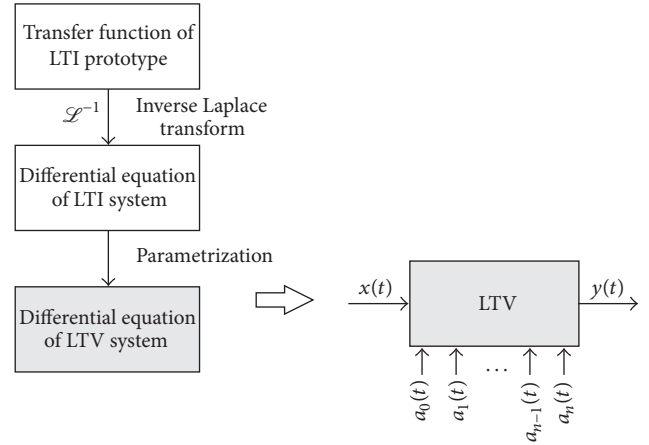 Transfer function of
LTI prototype
ℒ⁻¹
Inverse Laplace
transform
Differential equation
of LTI system
Parametrization
Differential equation
of LTV system
x(t)
LTV
y(t)
a₀(t)
a₁(t)
...
aₙ₋₁(t)
aₙ(t)